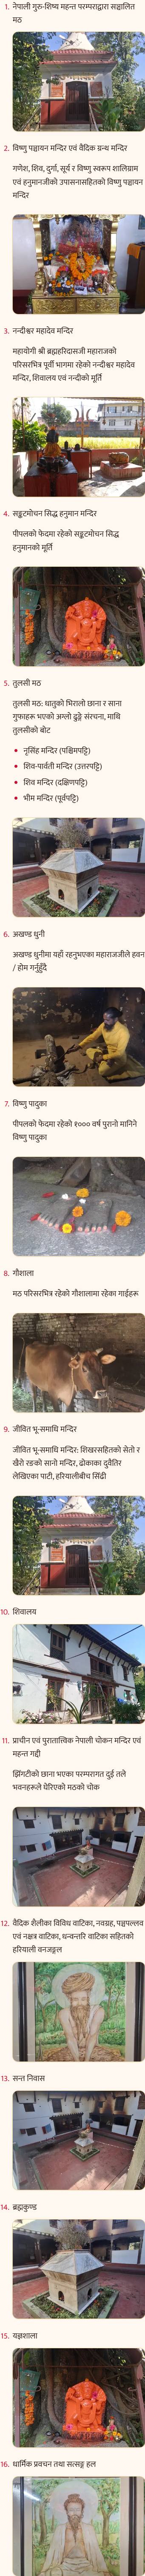 1. नेपाली गुरु-शिष्य महन्त परम्पराद्वारा सञ्चालित
मठ
2. विष्णु पञ्चायन मन्दिर एवं वैदिक ग्रन्थ मन्दिर
गणेश, शिव, दुर्गा, सूर्य र विष्णु स्वरूप शालिग्राम
एवं हनुमानजीको उपासनासहितको विष्णु पञ्चायन
मन्दिर
3. नन्दीश्वर महादेव मन्दिर
महायोगी श्री ब्रह्महरिदासजी महाराजको
परिसरभित्र पूर्वी भागमा रहेको नन्दीश्वर महादेव
मन्दिर, शिवालय एवं नन्दीको मूर्ति
4. सङ्कटमोचन सिद्ध हनुमान मन्दिर
पीपलको फेदमा रहेको सङ्कटमोचन सिद्ध
हनुमानको मूर्ति
5. तुलसी मठ
तुलसी मठ: धातुको भिरालो छाना र साना
गुफाहरू भएको अग्लो ढुङ्गे संरचना, माथि
तुलसीको बोट
• नृसिंह मन्दिर (पश्चिमपट्टि)
• शिव-पार्वती मन्दिर (उत्तरपट्टि)
• शिव मन्दिर (दक्षिणपट्टि)
• भीम मन्दिर (पूर्वपट्टि)
6. अखण्ड धुनी
अखण्ड धुनीमा यहाँ रहनुभएका महाराजजीले हवन
/ होम गर्नुहुँदै
7. विष्णु पादुका
पीपलको फेदमा रहेको १००० वर्ष पुरानो मानिने
विष्णु पादुका
8. गौशाला
मठ परिसरभित्र रहेको गौशालामा रहेका गाईहरू
9. जीवित भू-समाधि मन्दिर
जीवित भू-समाधि मन्दिर: शिखरसहितको सेतो र
खैरो रङको सानो मन्दिर, ढोकाका दुवैतिर
लेखिएका पाटी, हरियालीबीच सिँढी
10. शिवालय
11. प्राचीन एवं पुरातात्त्विक नेपाली चोकन मन्दिर एवं
महन्त गद्दी
झिँगटीको छाना भएका परम्परागत दुई तले
भवनहरूले घेरिएको मठको चोक
12. वैदिक शैलीका विविध वाटिका, नवग्रह, पञ्चपल्लव
एवं नक्षत्र वाटिका, धन्वन्तरि वाटिका सहितको
हरियाली वनजङ्गल
13. सन्त निवास
14. ब्रह्मकुण्ड
15. यज्ञशाला
16. धार्मिक प्रवचन तथा सत्सङ्ग हल